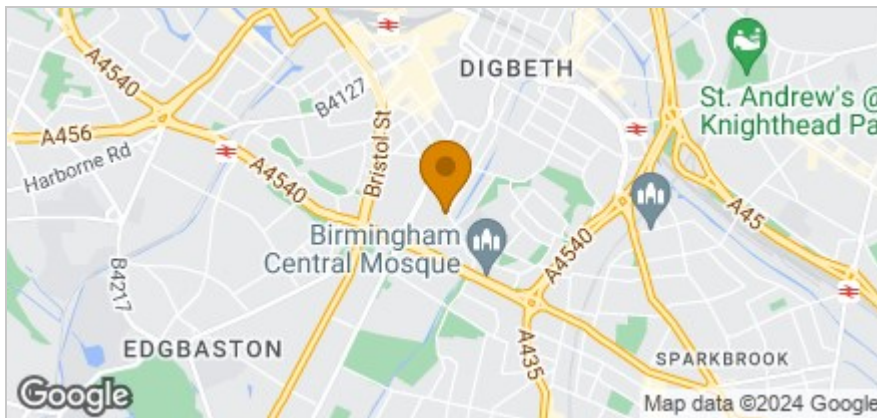 A4540
DIGBETH
B4127
St. Andrew's @
Knighthead Pa
A456
Harborne Rd
Bristol St
A4540
A45
Birmingham
Central Mosque
A4540
B4217
EDGBASTON
A435
SPARKBROOK
Google
Map data ©2024 Google